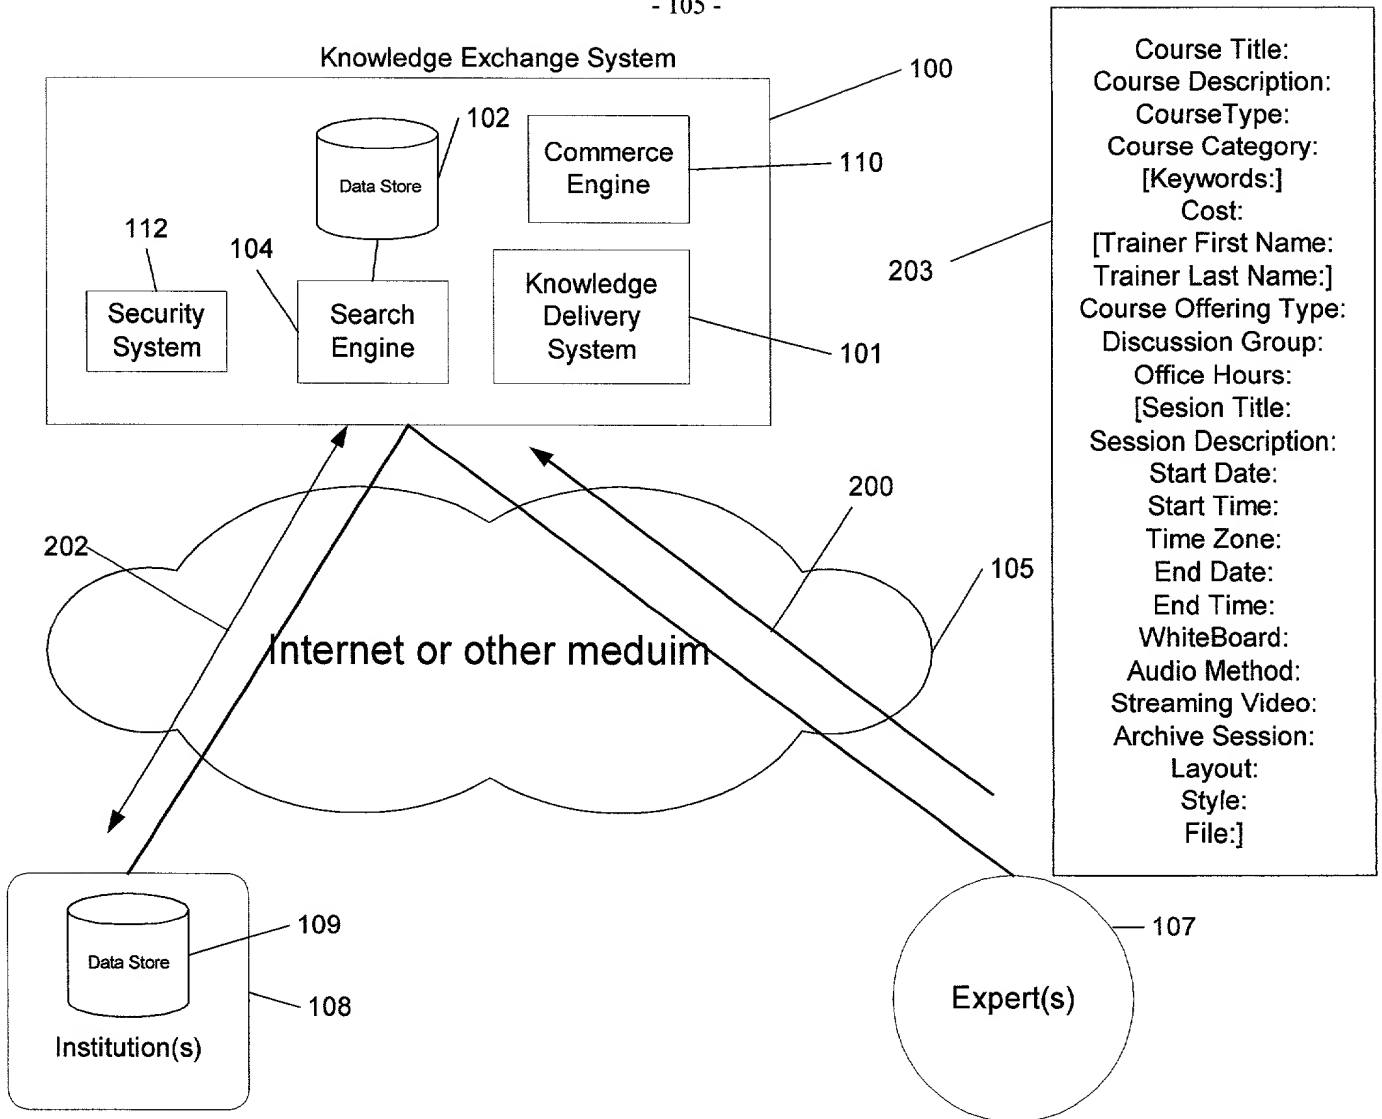 - 105 -
Knowledge Exchange System
100
102
Data Store
Commerce
Engine
110
112
104
Security
System
Search
Engine
Knowledge
Delivery
System
101
203
Course Title:
Course Description:
CourseType:
Course Category:
[Keywords:]
Cost:
[Trainer First Name:
Trainer Last Name:]
Course Offering Type:
Discussion Group:
Office Hours:
[Sesion Title:
Session Description:
Start Date:
Start Time:
Time Zone:
End Date:
End Time:
WhiteBoard:
Audio Method:
Streaming Video:
Archive Session:
Layout:
Style:
File:]
202
200
105
Internet or other meduim
109
Data Store
108
Institution(s)
107
Expert(s)